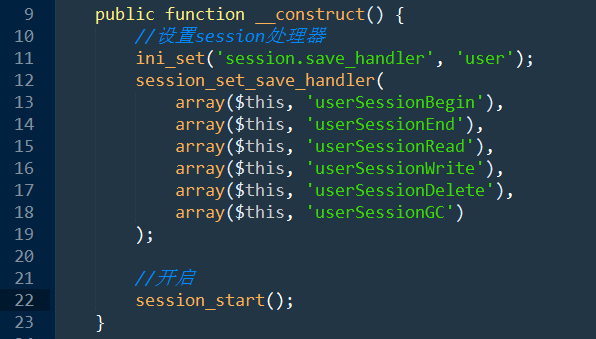 9 public function __construct() {
10 //设置session处理器
11 ini_set('session.save_handler', 'user');
12 session_set_save_handler(
13 array($this, 'userSessionBegin'),
14 array($this, 'userSessionEnd'),
15 array($this, 'userSessionRead'),
16 array($this, 'userSessionWrite'),
17 array($this, 'userSessionDelete'),
18 array($this, 'userSessionGC')
19 );
20
21 //开启
22 session_start();
23 }